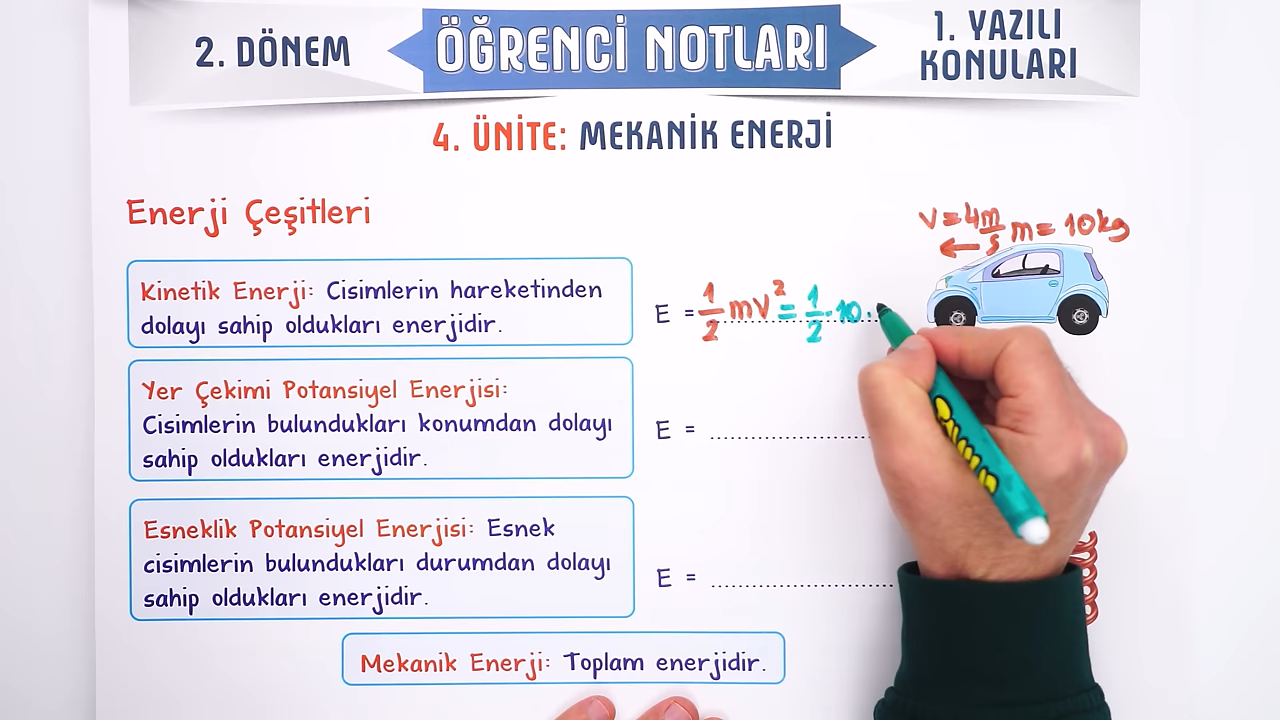 2. DÖNEM
ÖĞRENCİ NOTLARI
1. YAZILI
KONULARI
4. ÜNİTE: MEKANİK ENERJİ
Enerji Çeşitleri
V = 4 m/s m = 10 kg
Kinetik Enerji: Cisimlerin hareketinden
dolayı sahip oldukları enerjidir.
E = 1/2 mV² = 1/2 . 10 .
Yer Çekimi Potansiyel Enerjisi:
Cisimlerin bulundukları konumdan dolayı
sahip oldukları enerjidir.
E = ........................
Esneklik Potansiyel Enerjisi: Esnek
cisimlerin bulundukları durumdan dolayı
sahip oldukları enerjidir.
E = ...........................
Mekanik Enerji: Toplam enerjidir.